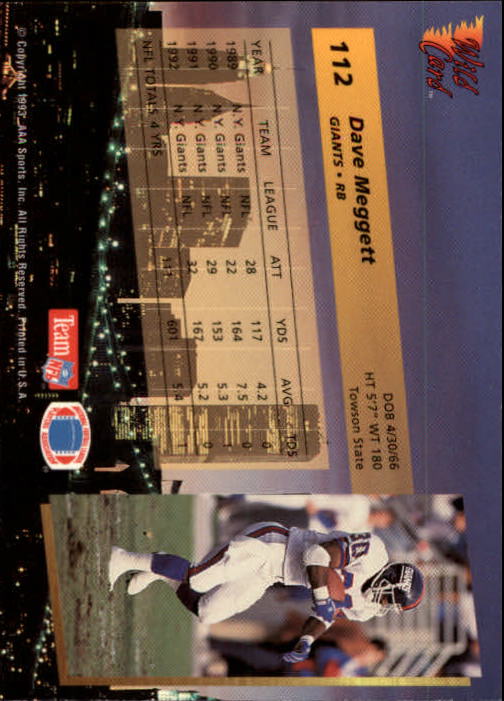 Wild Card™
112 Dave Meggett
GIANTS • RB
DOB 4/30/66
HT 5'7" WT 180
Towson State
YEAR TEAM LEAGUE ATT YDS AVG TDS
1989 N.Y. Giants NFL 28 117 4.2 0
1990 N.Y. Giants NFL 22 164 7.5 0
1991 N.Y. Giants NFL 29 153 5.3 1
1992 N.Y. Giants NFL 32 167 5.2 0
NFL TOTALS 4 YRS 111 601 5.4 1
Team NFL
© Copyright 1993, AAA Sports, Inc. All Rights Reserved. Printed in U.S.A.
GIANTS
30